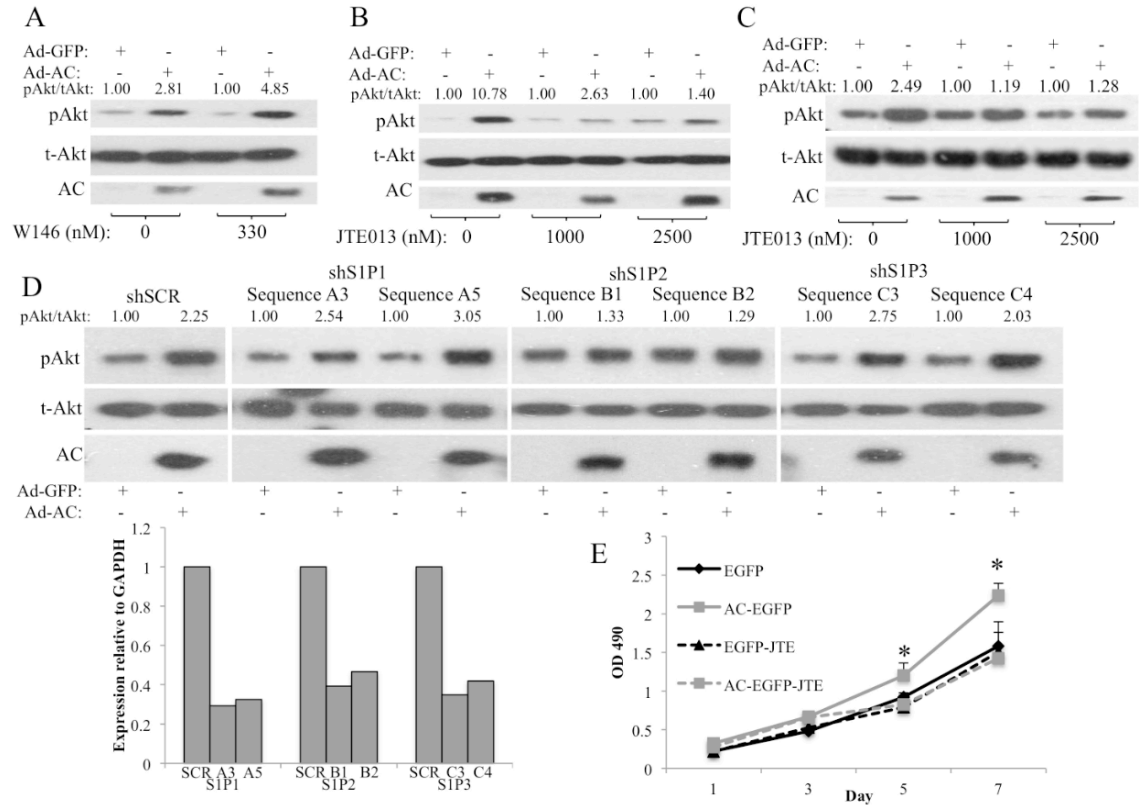 A
Ad-GFP: + - + -
Ad-AC: - + - +
pAkt/tAkt: 1.00 2.81 1.00 4.85
pAkt
t-Akt
AC
W146 (nM): 0 330
B
Ad-GFP: + - + - + -
Ad-AC: - + - + - +
pAkt/tAkt: 1.00 10.78 1.00 2.63 1.00 1.40
pAkt
t-Akt
AC
JTE013 (nM): 0 1000 2500
C
Ad-GFP: + - + - + -
Ad-AC: - + - + - +
pAkt/tAkt: 1.00 2.49 1.00 1.19 1.00 1.28
pAkt
t-Akt
AC
JTE013 (nM): 0 1000 2500
D
shSCR shS1P1 shS1P2 shS1P3
Sequence A3 Sequence A5 Sequence B1 Sequence B2 Sequence C3 Sequence C4
pAkt/tAkt: 1.00 2.25 1.00 2.54 1.00 3.05 1.00 1.33 1.00 1.29 1.00 2.75 1.00 2.03
pAkt
t-Akt
AC
Ad-GFP: + - + - + - + - + - + - + -
Ad-AC: - + - + - + - + - + - + - +
Expression relative to GAPDH
1.2
1
0.8
0.6
0.4
0.2
0
SCR A3 A5 SCR B1 B2 SCR C3 C4
S1P1 S1P2 S1P3
E
EGFP
AC-EGFP
EGFP-JTE
AC-EGFP-JTE
* *
OD 490
3
2.5
2
1.5
1
0.5
0
1 3 5 7
Day